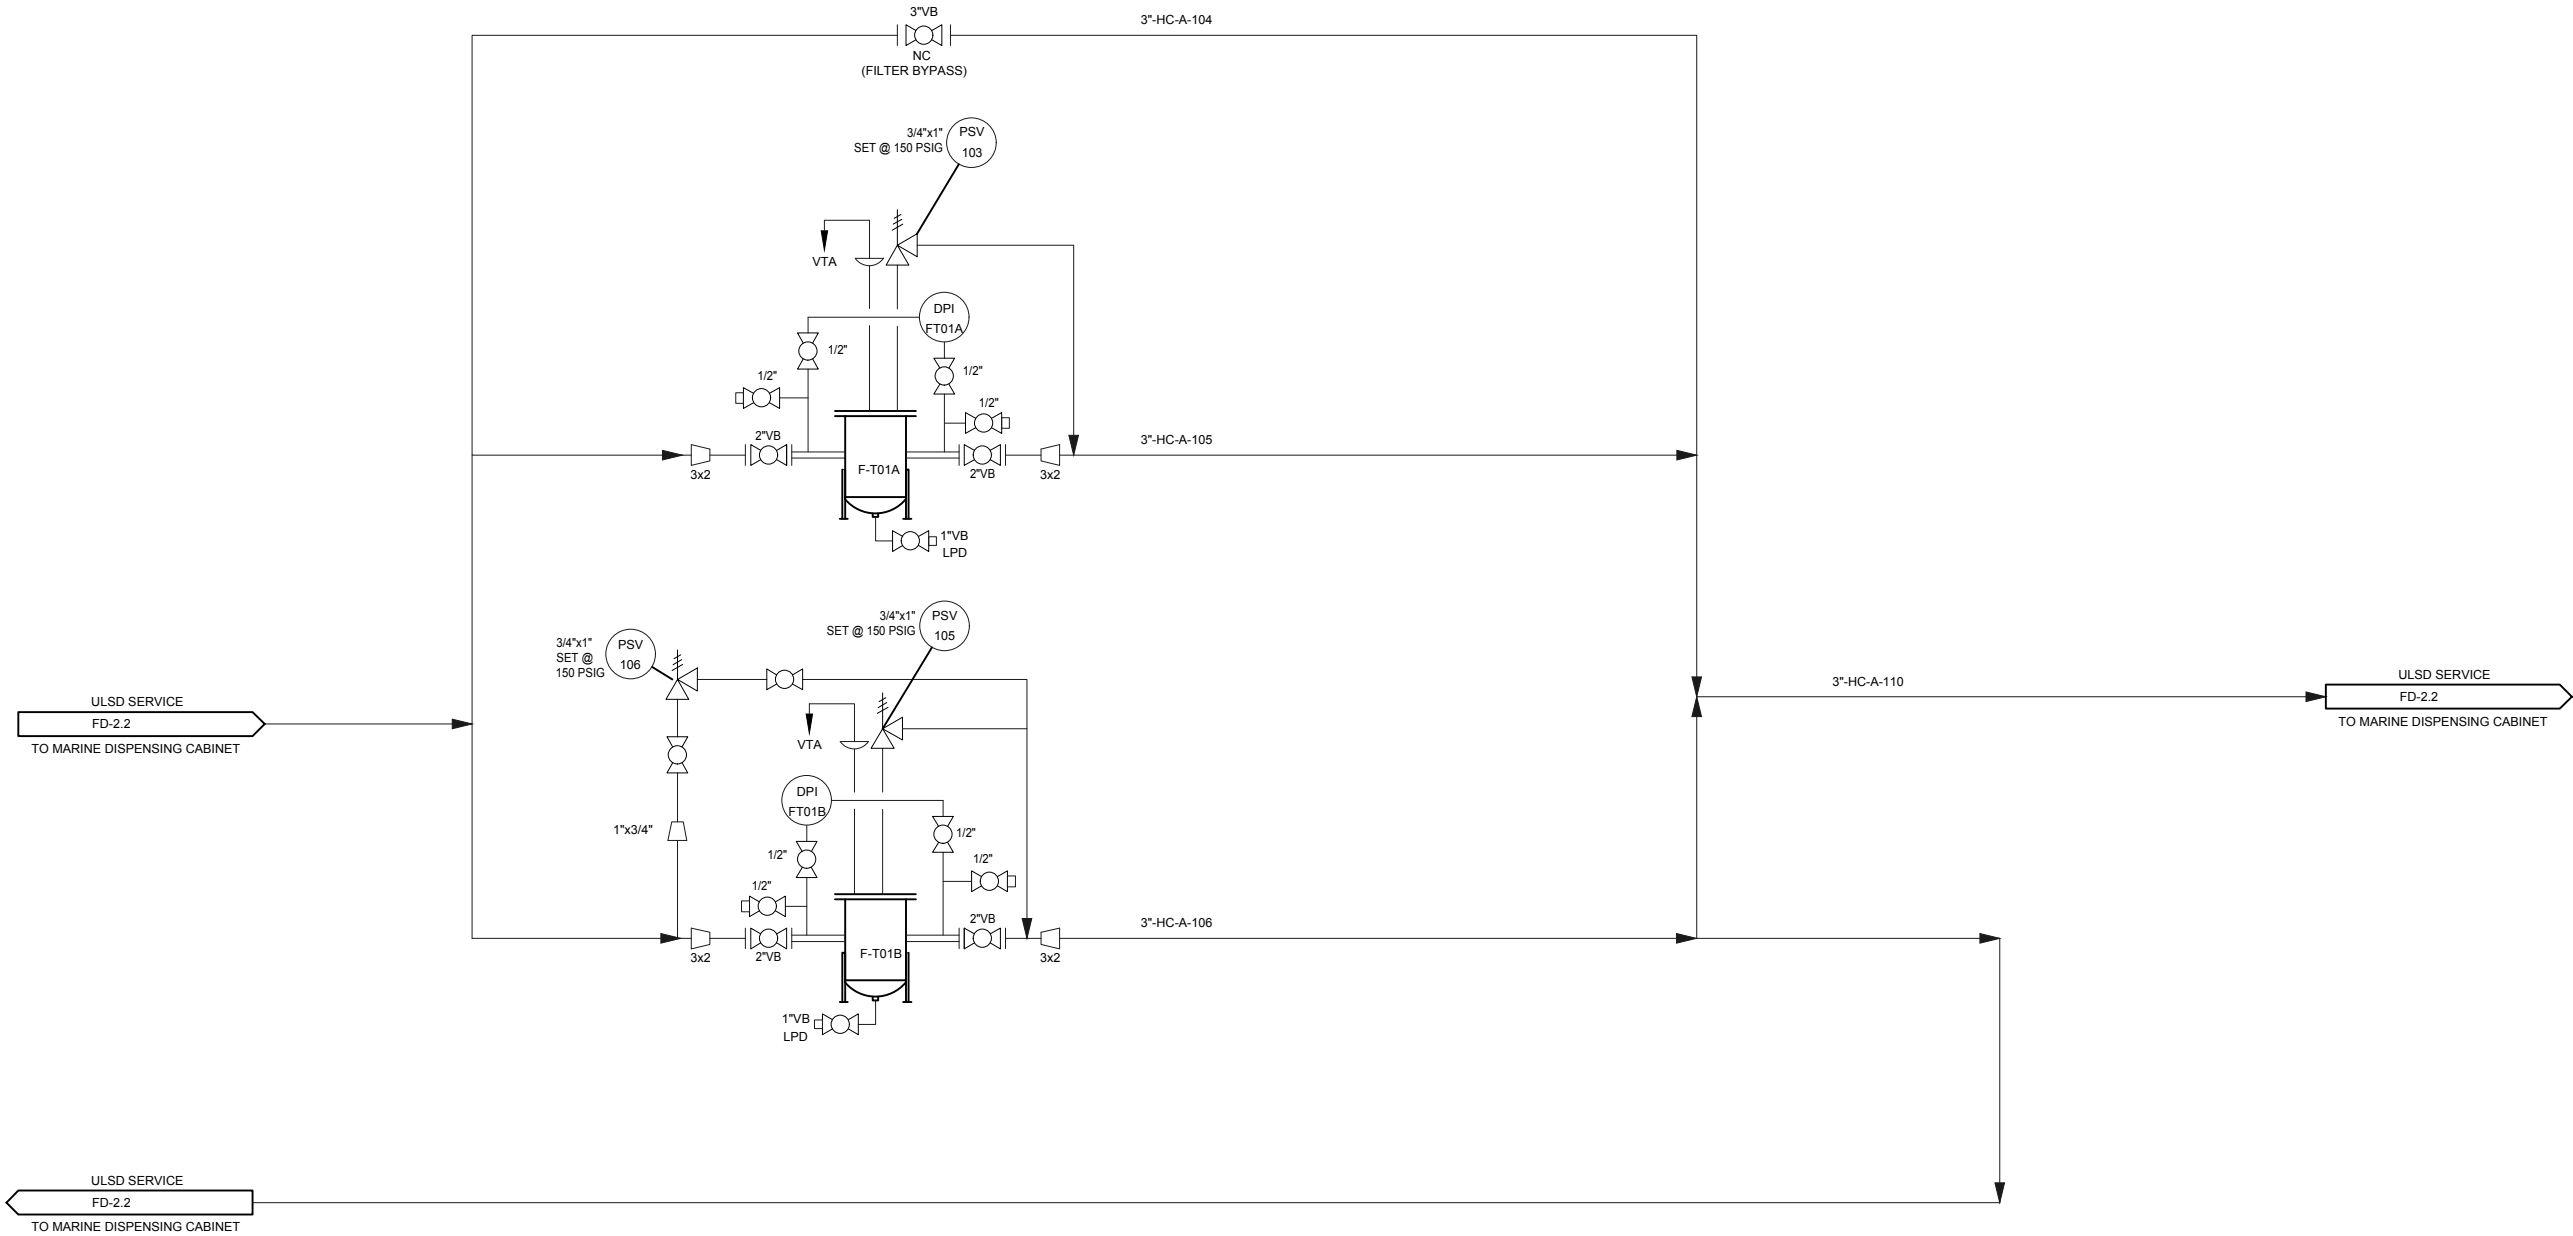 3"VB
NC
(FILTER BYPASS)
3"-HC-A-104
3/4"x1"
SET @ 150 PSIG
PSV
103
VTA
DPI
FT01A
1/2"
1/2"
1/2"
1/2"
2"VB
3x2
F-T01A
2"VB
3x2
3"-HC-A-105
1"VB
LPD
3/4"x1"
SET @ 150 PSIG
PSV
105
3/4"x1"
SET @
150 PSIG
PSV
106
ULSD SERVICE
FD-2.2
TO MARINE DISPENSING CABINET
3"-HC-A-110
ULSD SERVICE
FD-2.2
TO MARINE DISPENSING CABINET
VTA
DPI
FT01B
1"x3/4"
1/2"
1/2"
1/2"
1/2"
3x2
2"VB
F-T01B
2"VB
3x2
3"-HC-A-106
1"VB
LPD
ULSD SERVICE
FD-2.2
TO MARINE DISPENSING CABINET